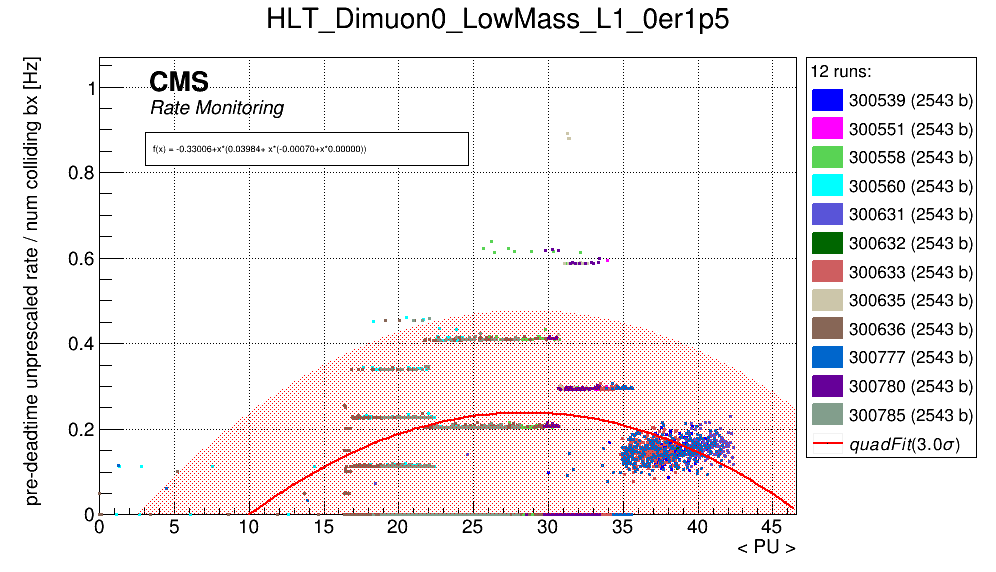 HLT_Dimuon0_LowMass_L1_0er1p5
pre-deadtime unprescaled rate / num colliding bx [Hz]
CMS
Rate Monitoring
f(x) = -0.33006+x*(0.03984+ x*(-0.00070+x*0.00000))
1
0.8
0.6
0.4
0.2
0
0 5 10 15 20 25 30 35 40 45
< PU >
12 runs:
300539 (2543 b)
300551 (2543 b)
300558 (2543 b)
300560 (2543 b)
300631 (2543 b)
300632 (2543 b)
300633 (2543 b)
300635 (2543 b)
300636 (2543 b)
300777 (2543 b)
300780 (2543 b)
300785 (2543 b)
quadFit(3.0σ)